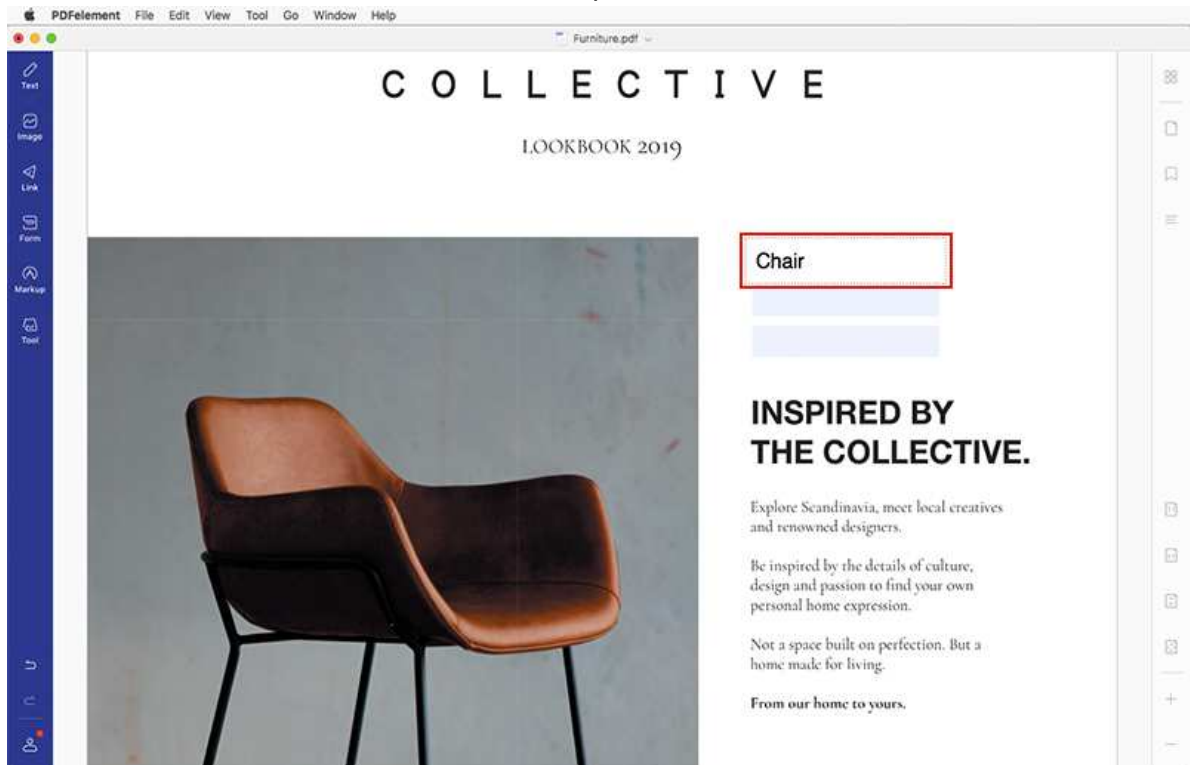 PDFelement File Edit View Tool Go Window Help
Furniture.pdf
Text
Image
Link
Form
Markup
Tool
COLLECTIVE
LOOKBOOK 2019
Chair
INSPIRED BY
THE COLLECTIVE.
Explore Scandinavia, meet local creatives
and renowned designers.
Be inspired by the details of culture,
design and passion to find your own
personal home expression.
Not a space built on perfection. But a
home made for living.
From our home to yours.